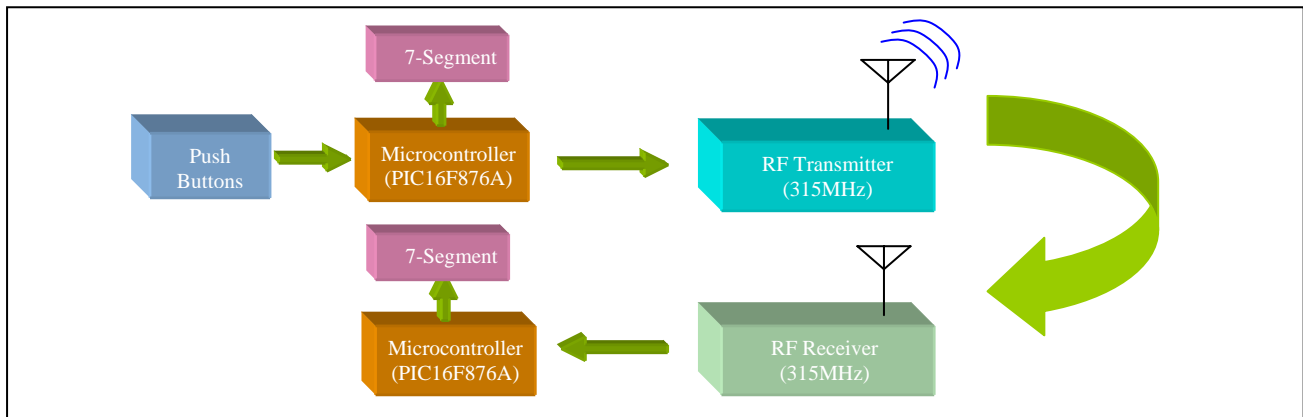 7-Segment
Push
Buttons
Microcontroller
(PIC16F876A)
RF Transmitter
(315MHz)
7-Segment
Microcontroller
(PIC16F876A)
RF Receiver
(315MHz)